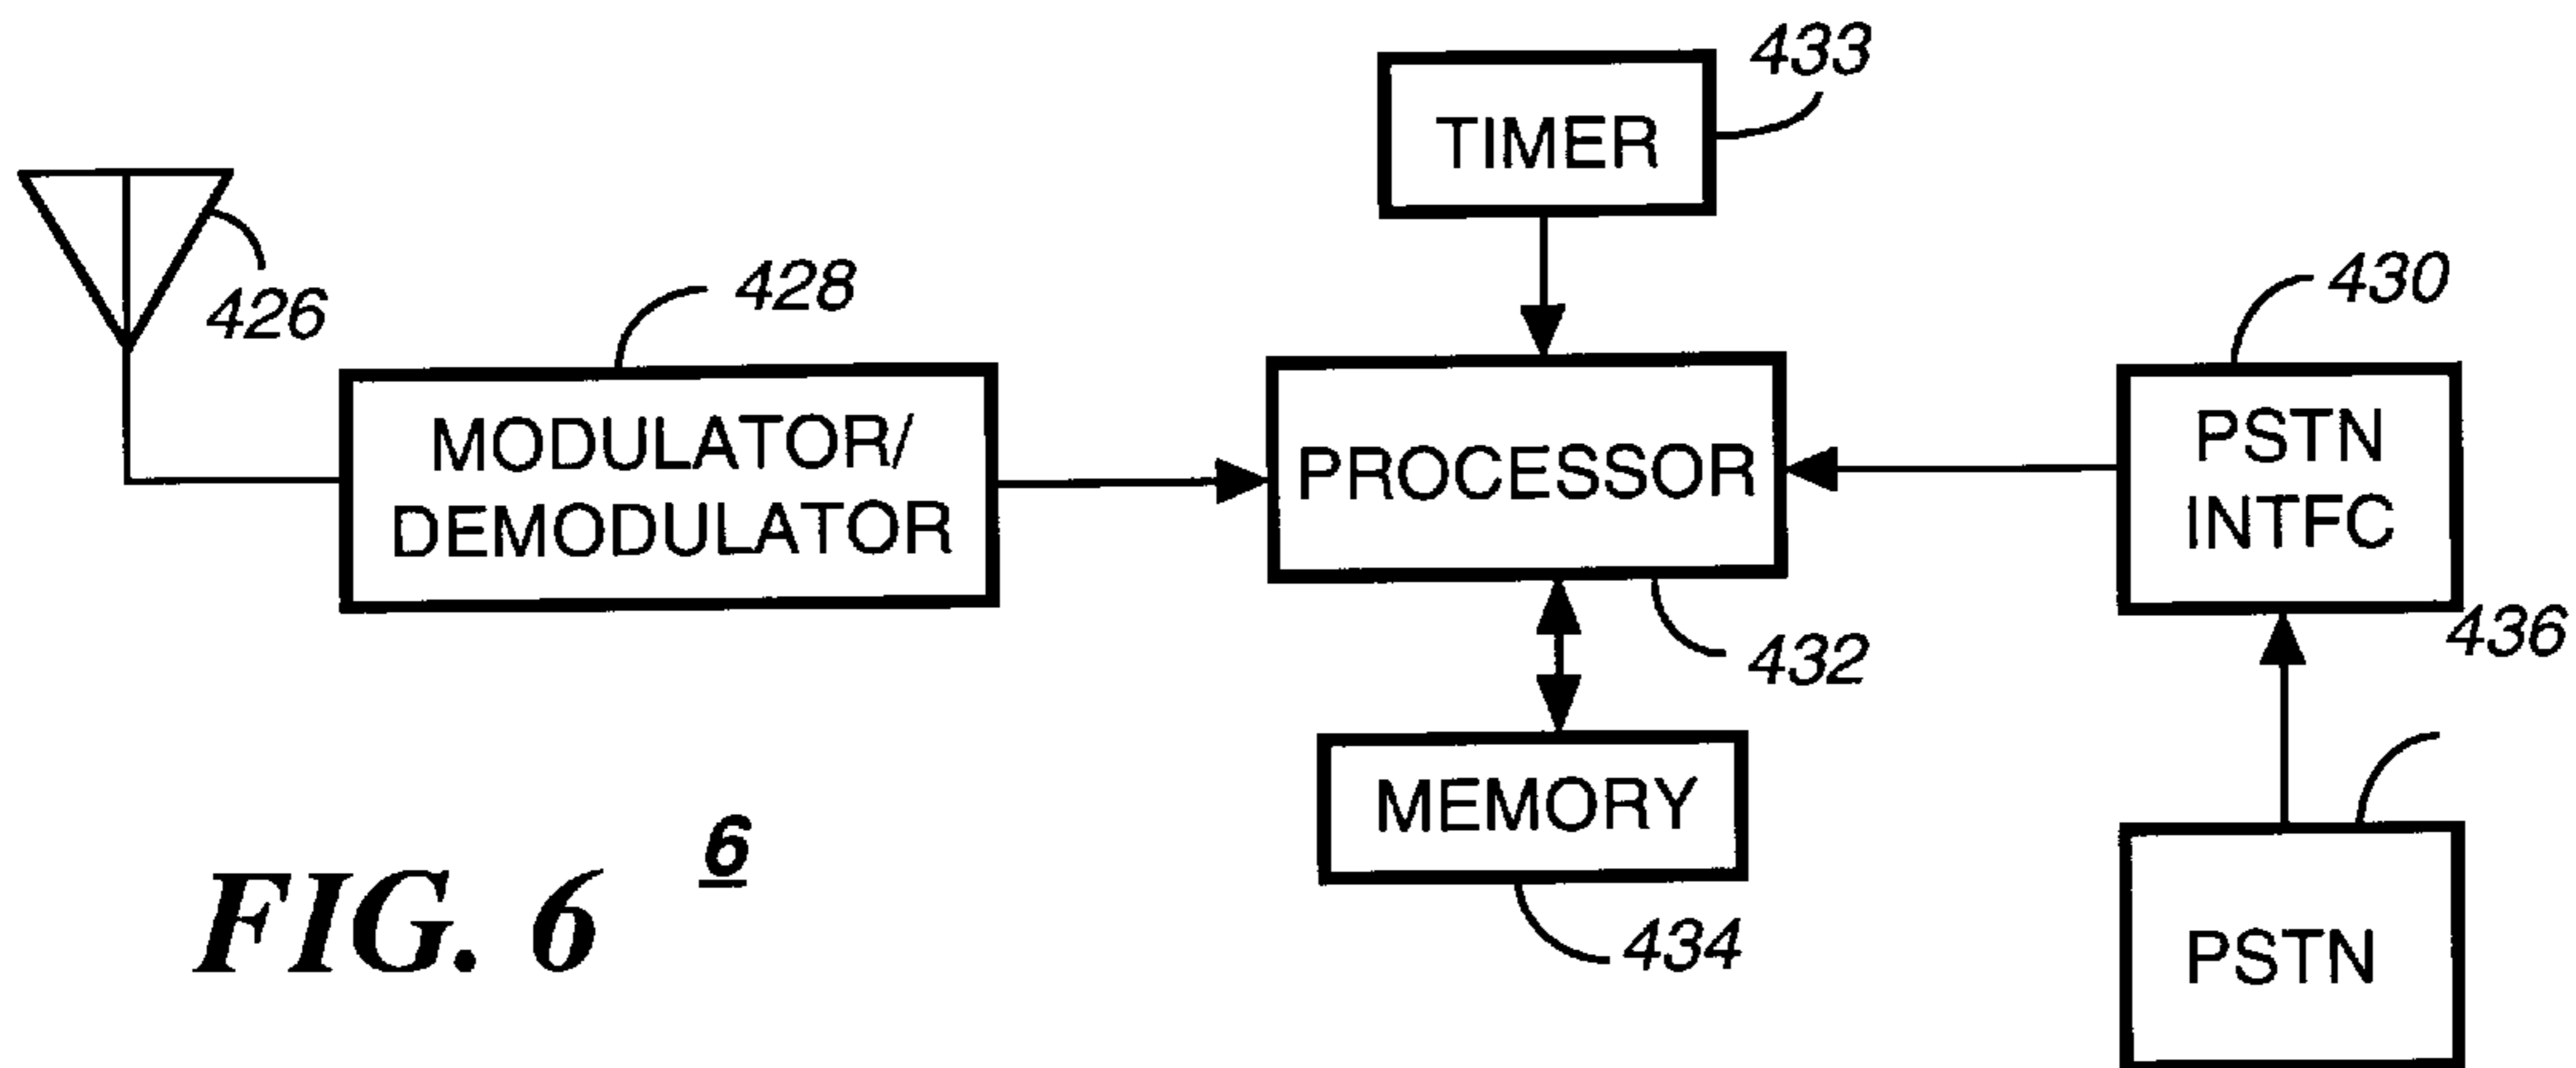 433
TIMER
426
428
430
MODULATOR/
DEMODULATOR
PROCESSOR
PSTN
INTFC
432
436
MEMORY
434
PSTN
6
FIG. 6